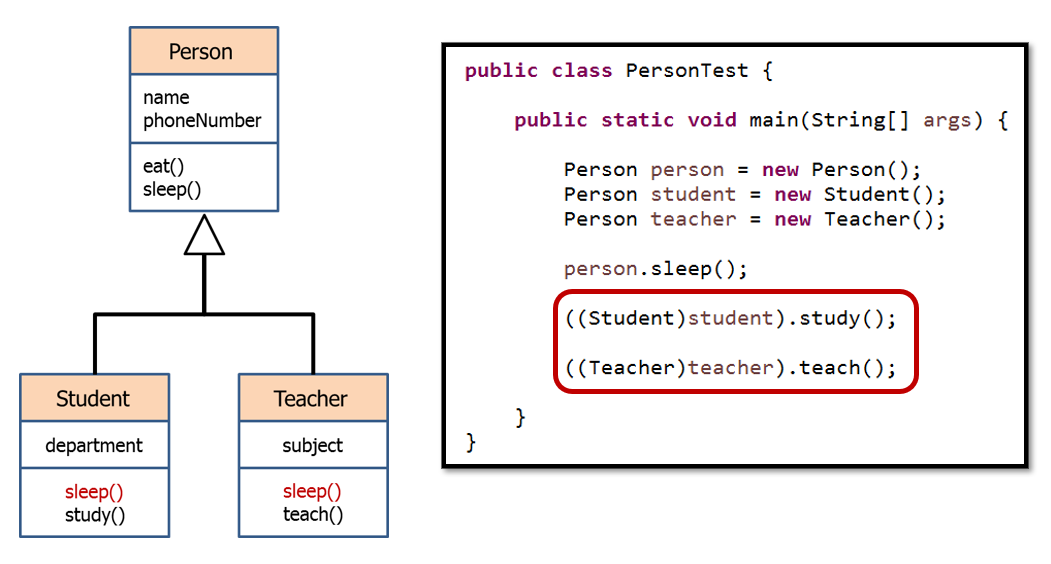 Person
name
phoneNumber
eat()
sleep()
Student
department
sleep()
study()
Teacher
subject
sleep()
teach()
public class PersonTest {
public static void main(String[] args) {
Person person = new Person();
Person student = new Student();
Person teacher = new Teacher();
person.sleep();
((Student)student).study();
((Teacher)teacher).teach();
}
}